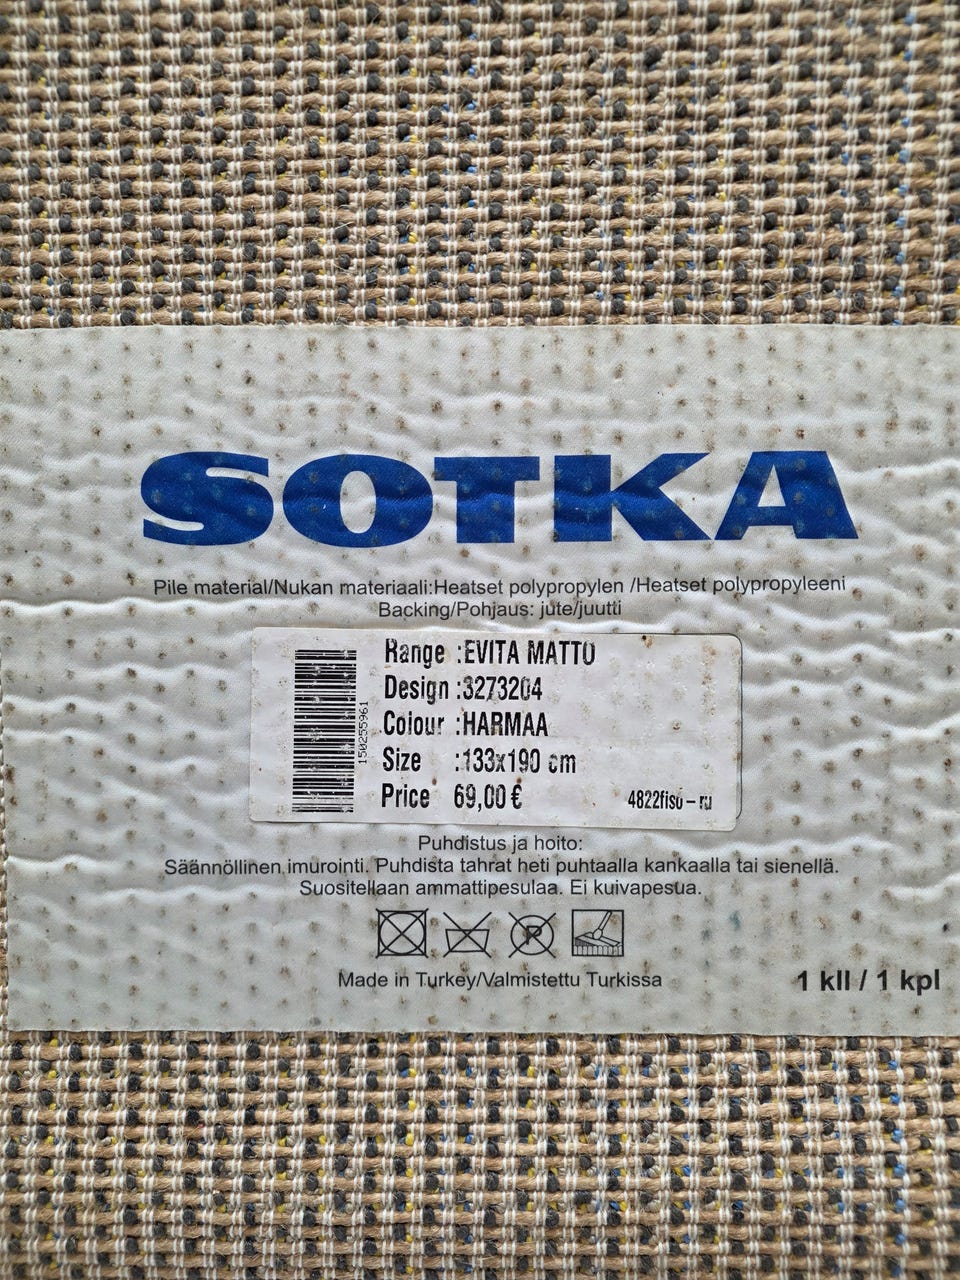 SOTKA
Pile material/Nukan materiaali:Heatset polypropylen /Heatset polypropyleeni
Backing/Pohjaus: jute/juutti
Range :EVITA MATTO
Design :3273204
Colour :HARMAA
Size :133x190 cm
Price 69,00 €
4822fiso-ru
150255961
Puhdistus ja hoito:
Säännöllinen imurointi. Puhdista tahrat heti puhtaalla kankaalla tai sienellä.
Suositellaan ammattipesulaa. Ei kuivapesua.
P
Made in Turkey/Valmistettu Turkissa
1 kll / 1 kpl